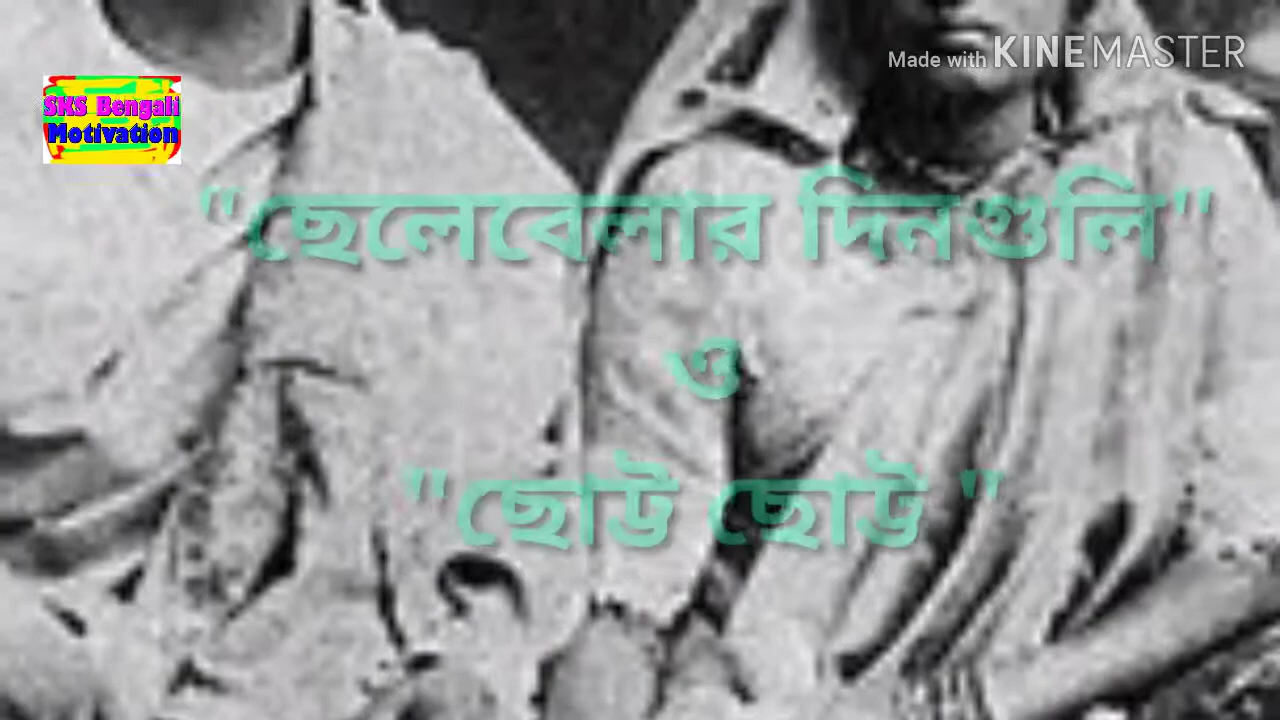 Made with KINEMASTER
SKS Bengali
Motivation
"ছেলেবেলার দিনগুলি"
ও
"ছোট্ট ছোট্ট "